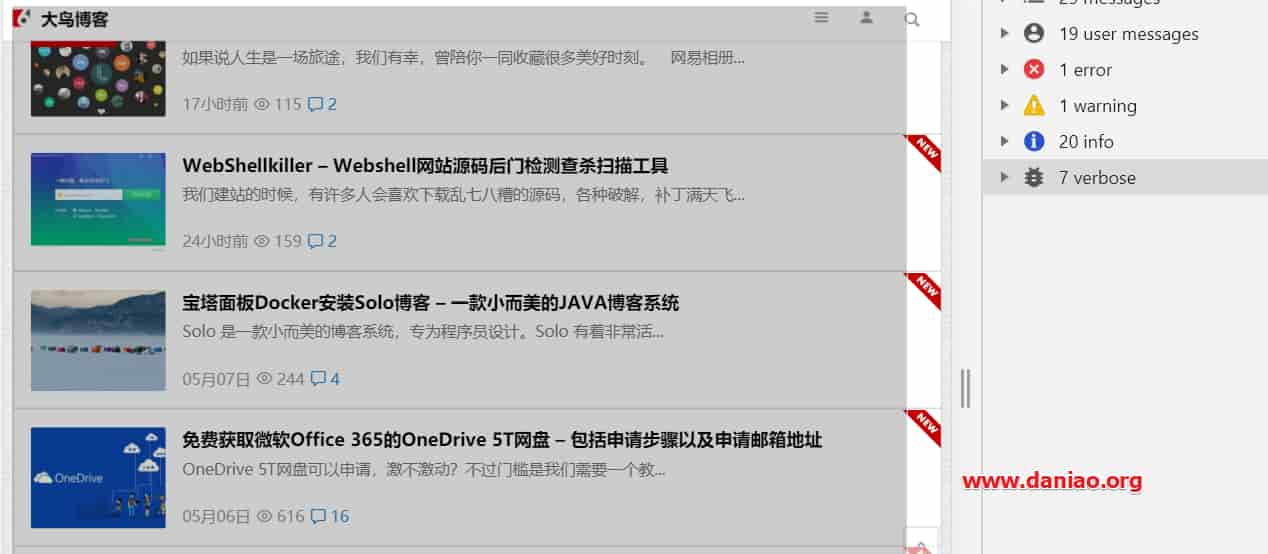 大鸟博客
如果说人生是一场旅途，我们有幸，曾陪你一同收藏很多美好时刻。 网易相册...
17小时前 115 2
NEW
WebShellkiller – Webshell网站源码后门检测查杀扫描工具
我们建站的时候，有许多人会喜欢下载乱七八糟的源码，各种破解，补丁满天飞...
24小时前 159 2
NEW
宝塔面板Docker安装Solo博客 – 一款小而美的JAVA博客系统
Solo 是一款小而美的博客系统，专为程序员设计。Solo 有着非常活...
05月07日 244 4
NEW
免费获取微软Office 365的OneDrive 5T网盘 – 包括申请步骤以及申请邮箱地址
OneDrive
OneDrive 5T网盘可以申请，激不激动？不过门槛是我们需要一个教...
05月06日 616 16
29 messages
19 user messages
1 error
1 warning
20 info
7 verbose
www.daniao.org